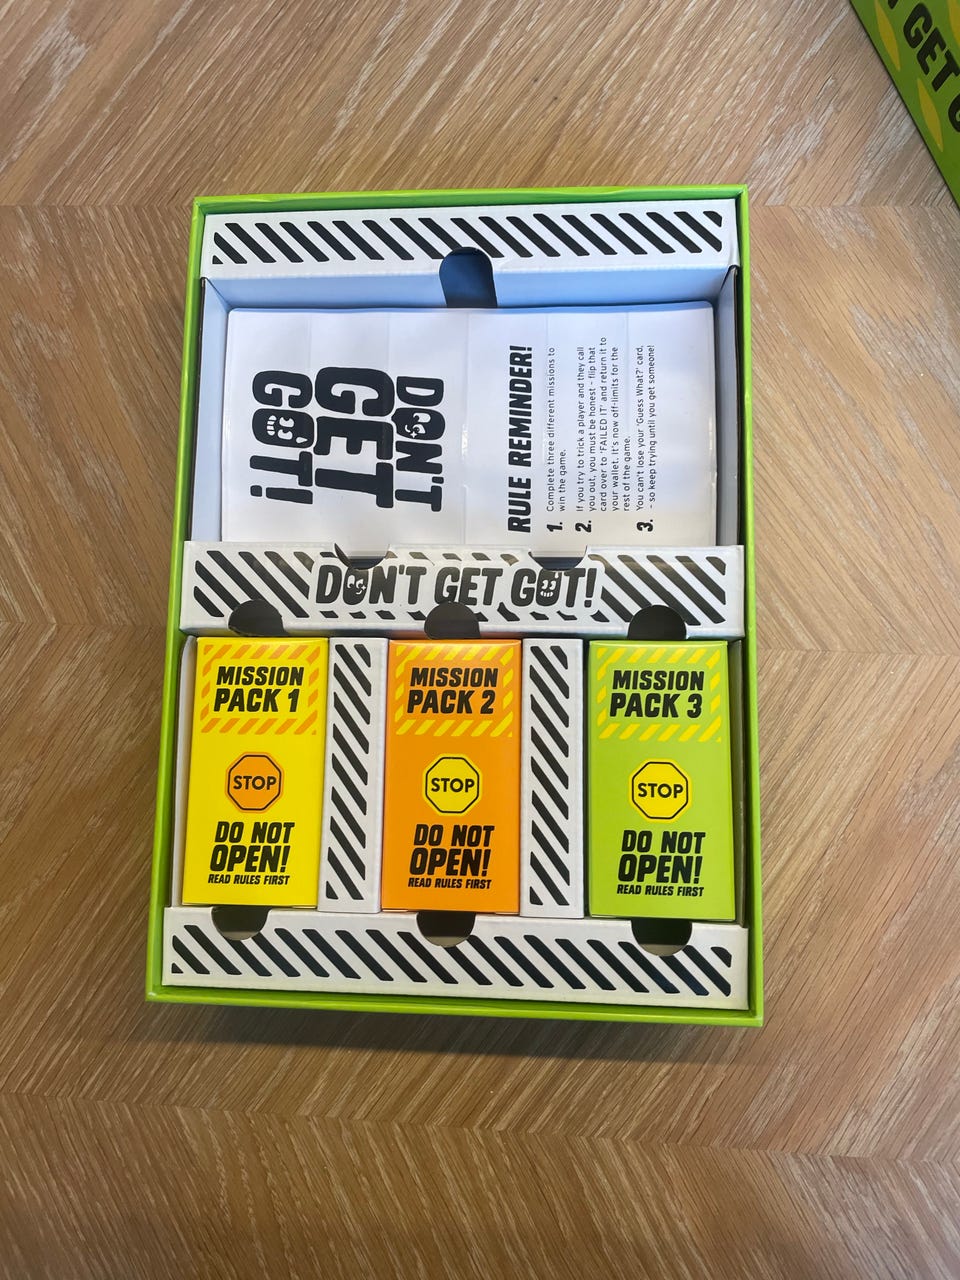 GET
DON'T
GET
GOT!
RULE REMINDER!
1. Complete three different missions to
win the game.
2. If you try to trick a player and they call
you out, you must be honest - flip that
card over to 'FAILED IT' and return it to
your wallet. It's now off-limits for the
rest of the game.
3. You can't lose your 'Guess What?' card,
- so keep trying until you get someone!
DON'T GET GOT!
MISSION
PACK 1
STOP
DO NOT
OPEN!
READ RULES FIRST
MISSION
PACK 2
STOP
DO NOT
OPEN!
READ RULES FIRST
MISSION
PACK 3
STOP
DO NOT
OPEN!
READ RULES FIRST